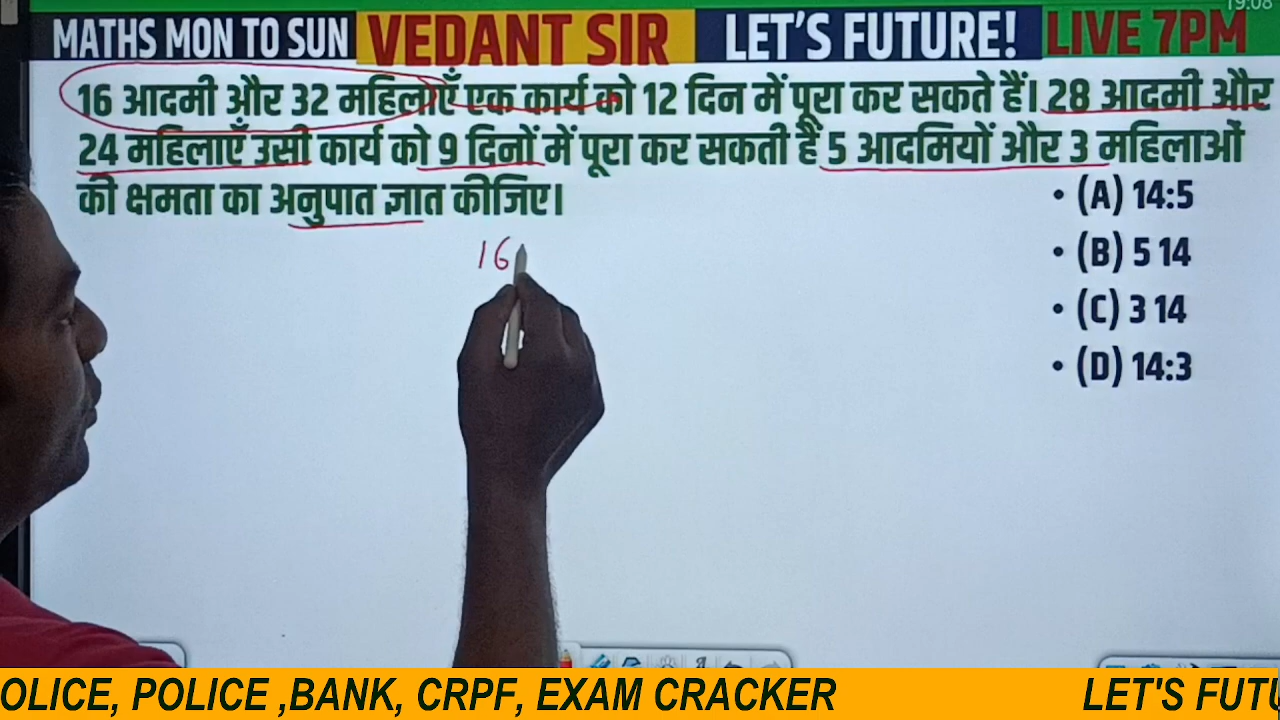 19:08
MATHS MON TO SUN VEDANT SIR LET'S FUTURE! LIVE 7PM
16 आदमी और 32 महिलाएँ एक कार्य को 12 दिन में पूरा कर सकते हैं। 28 आदमी और
24 महिलाएँ उसी कार्य को 9 दिनों में पूरा कर सकती हैं 5 आदमियों और 3 महिलाओं
की क्षमता का अनुपात ज्ञात कीजिए।
• (A) 14:5
• (B) 5 14
• (C) 3 14
• (D) 14:3
16
OLICE, POLICE ,BANK, CRPF, EXAM CRACKER LET'S FUTU